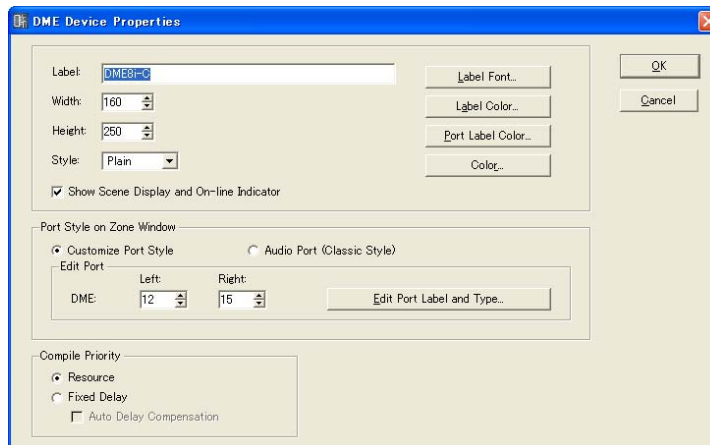 DME Device Properties
Label: DME8i-C Label Font... OK
Width: 160 Label Color... Cancel
Height: 250 Port Label Color...
Style: Plain Color...
Show Scene Display and On-line Indicator
Port Style on Zone Window
Customize Port Style Audio Port (Classic Style)
Edit Port
Left: Right:
DME: 12 15 Edit Port Label and Type...
Compile Priority
Resource
Fixed Delay
Auto Delay Compensation